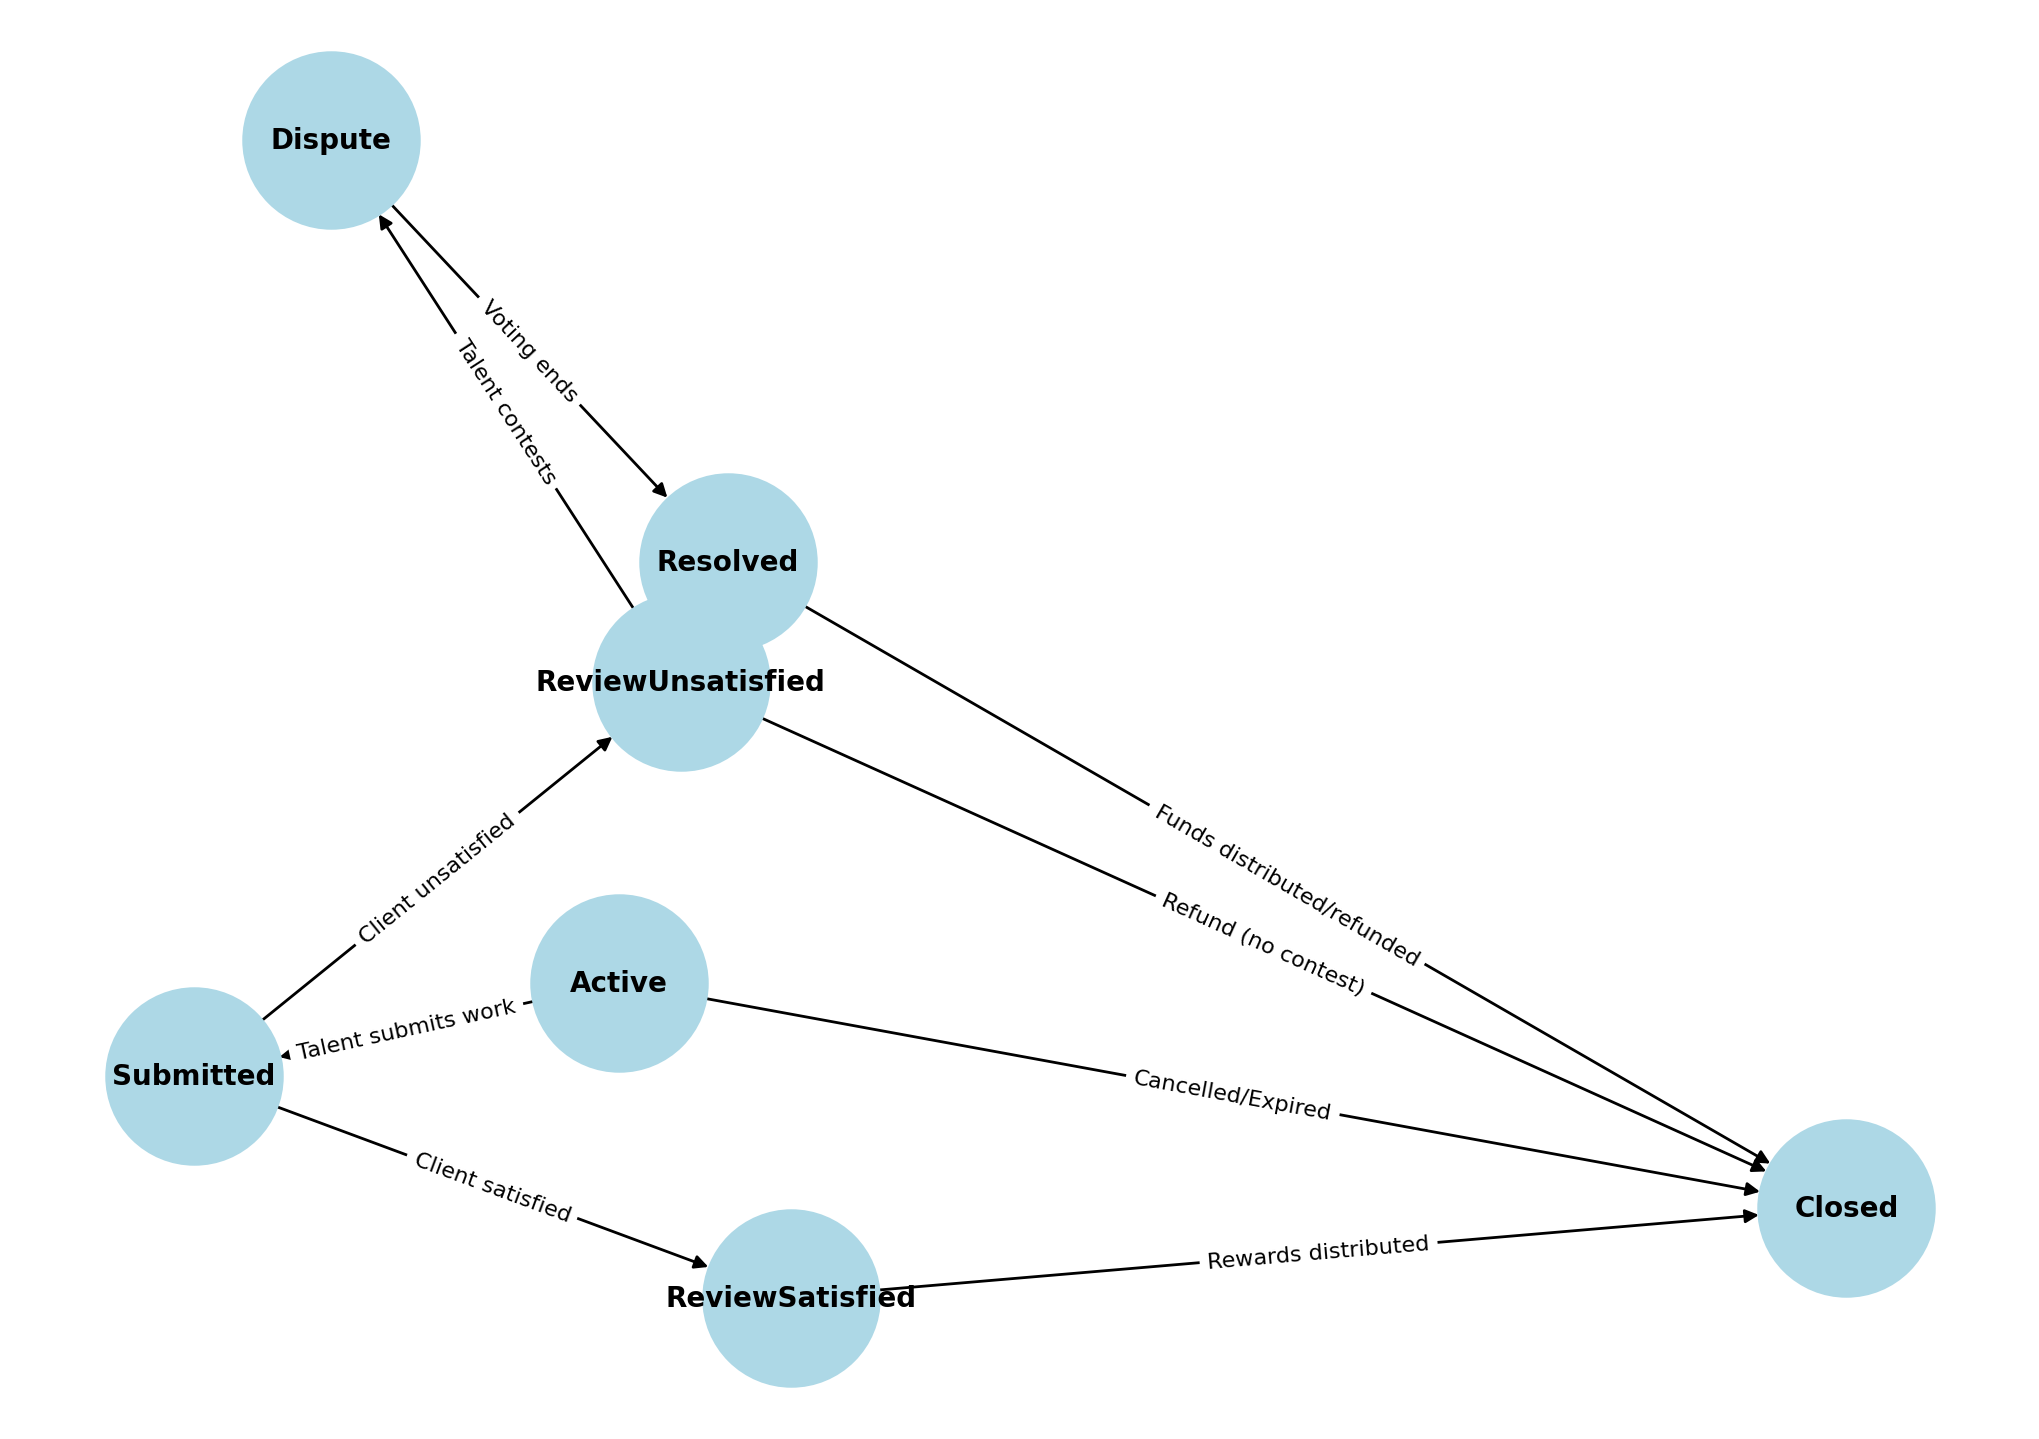 Dispute
Voting ends
Talent contests
Resolved
ReviewUnsatisfied
Funds distributed/refunded
Client unsatisfied
Refund (no contest)
Active
Talent submits work
Submitted
Cancelled/Expired
Client satisfied
Closed
Rewards distributed
ReviewSatisfied